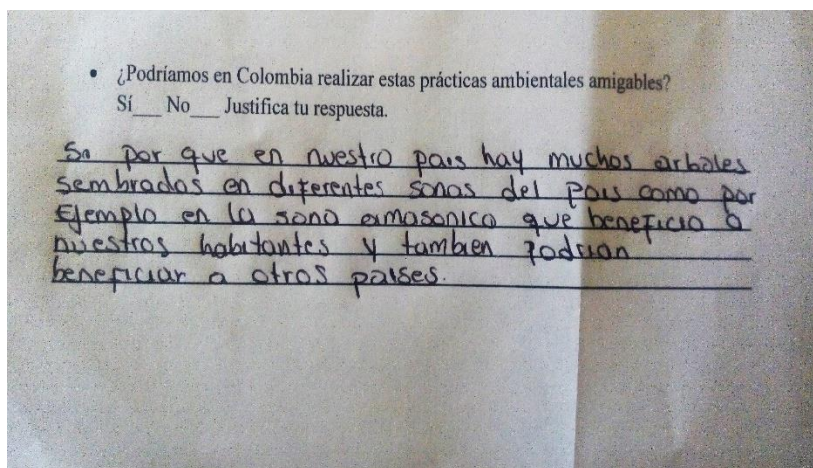 • ¿Podríamos en Colombia realizar estas prácticas ambientales amigables?
Sí___ No___ Justifica tu respuesta.
Si por que en nuestro pais hay muchos arboles
sembrados en diferentes sonas del pais como por
Ejemplo en la sona amasonica que beneficia a
nuestros habitantes y tambien podrian
beneficiar a otros paises.